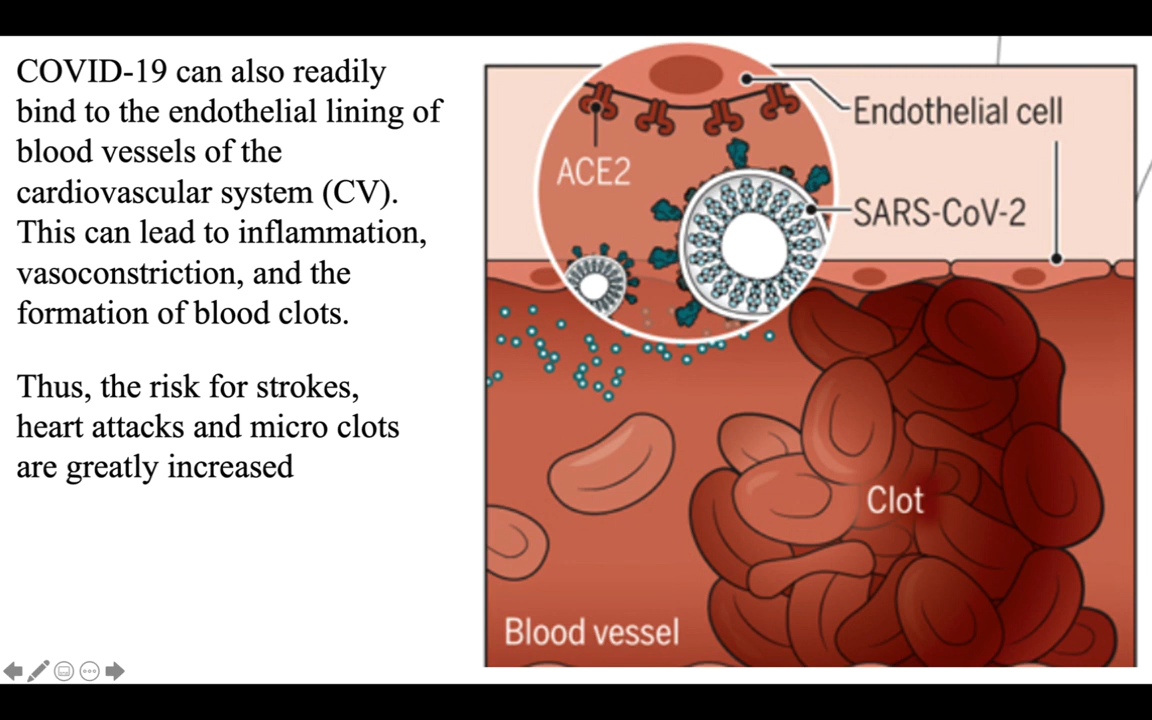 COVID-19 can also readily
bind to the endothelial lining of
blood vessels of the
cardiovascular system (CV).
This can lead to inflammation,
vasoconstriction, and the
formation of blood clots.
Thus, the risk for strokes,
heart attacks and micro clots
are greatly increased
Endothelial cell
ACE2
SARS-CoV-2
Clot
Blood vessel